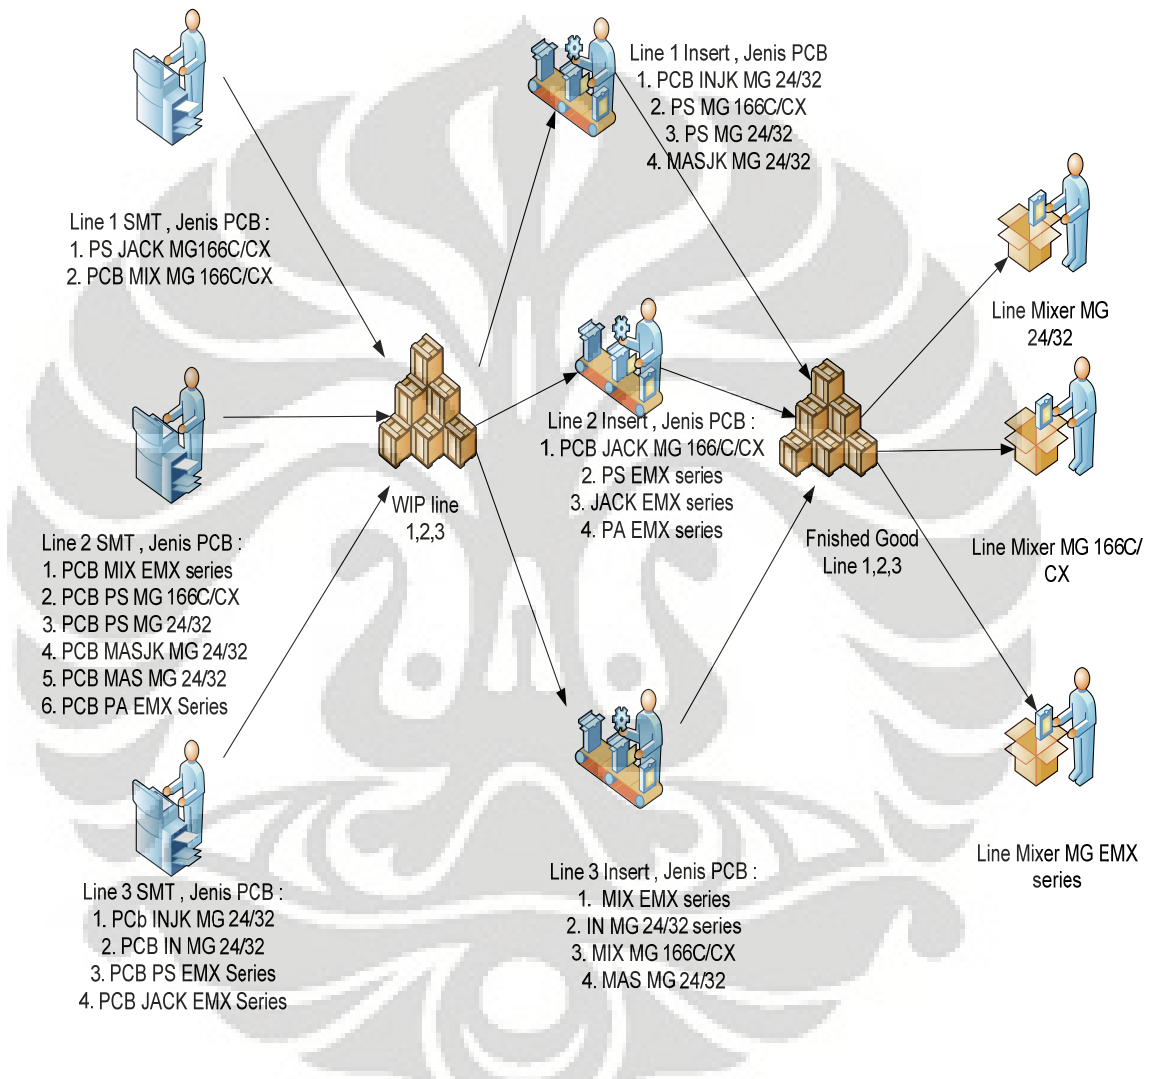 Line 1 Insert , Jenis PCB
1. PCB INJK MG 24/32
2. PS MG 166C/CX
3. PS MG 24/32
4. MASJK MG 24/32
Line 1 SMT , Jenis PCB :
1. PS JACK MG166C/CX
2. PCB MIX MG 166C/CX
Line Mixer MG
24/32
Line 2 Insert , Jenis PCB :
1. PCB JACK MG 166/C/CX
2. PS EMX series
3. JACK EMX series
4. PA EMX series
WIP line
1,2,3
Fnished Good
Line 1,2,3
Line Mixer MG 166C/
CX
Line 2 SMT , Jenis PCB :
1. PCB MIX EMX series
2. PCB PS MG 166C/CX
3. PCB PS MG 24/32
4. PCB MASJK MG 24/32
5. PCB MAS MG 24/32
6. PCB PA EMX Series
Line Mixer MG EMX
series
Line 3 SMT , Jenis PCB :
1. PCb INJK MG 24/32
2. PCB IN MG 24/32
3. PCB PS EMX Series
4. PCB JACK EMX Series
Line 3 Insert , Jenis PCB :
1. MIX EMX series
2. IN MG 24/32 series
3. MIX MG 166C/CX
4. MAS MG 24/32